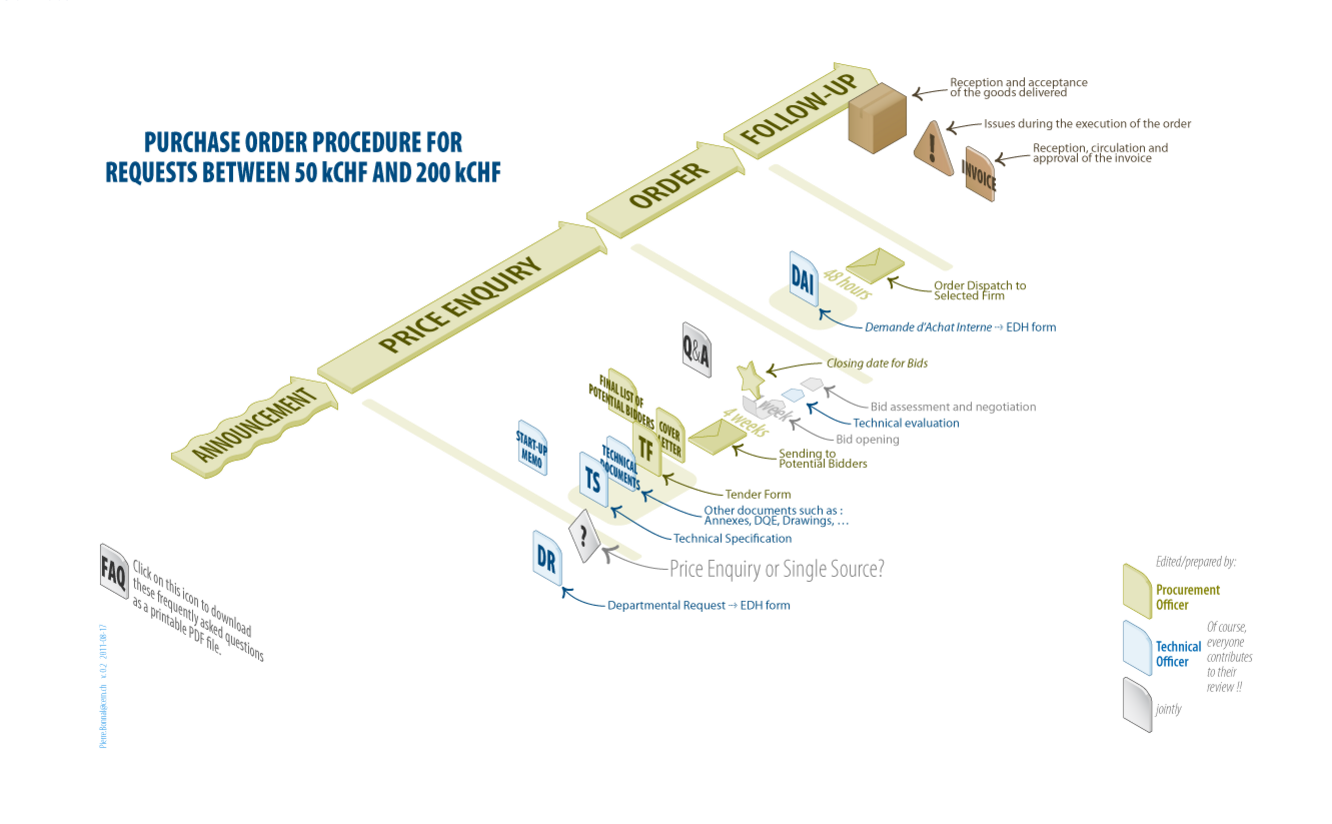 PURCHASE ORDER PROCEDURE FOR
REQUESTS BETWEEN 50 kCHF AND 200 kCHF
ANNOUNCEMENT
PRICE ENQUIRY
ORDER
FOLLOW-UP
Reception and acceptance
of the goods delivered
Issues during the execution of the order
INVOICE
Reception, circulation and
approval of the invoice
DAI
48 hours
Order Dispatch to
Selected Firm
Demande d'Achat Interne → EDH form
Q&A
Closing date for Bids
Bid assessment and negotiation
Technical evaluation
week
Bid opening
4 weeks
Sending to
Potential Bidders
FINAL LIST OF
POTENTIAL BIDDERS
COVER
LETTER
TF
Tender Form
START-UP
MEMO
TECHNICAL
DOCUMENTS
TS
Other documents such as :
Annexes, DQE, Drawings, …
Technical Specification
?
Price Enquiry or Single Source?
DR
Departmental Request → EDH form
FAQ
Click on this icon to download
these frequently asked questions
as a printable PDF file.
Edited/prepared by:
Procurement
Officer
Technical
Officer
Of course,
everyone
contributes
to their
review !!
jointly
v. 0.2 2011-08-17